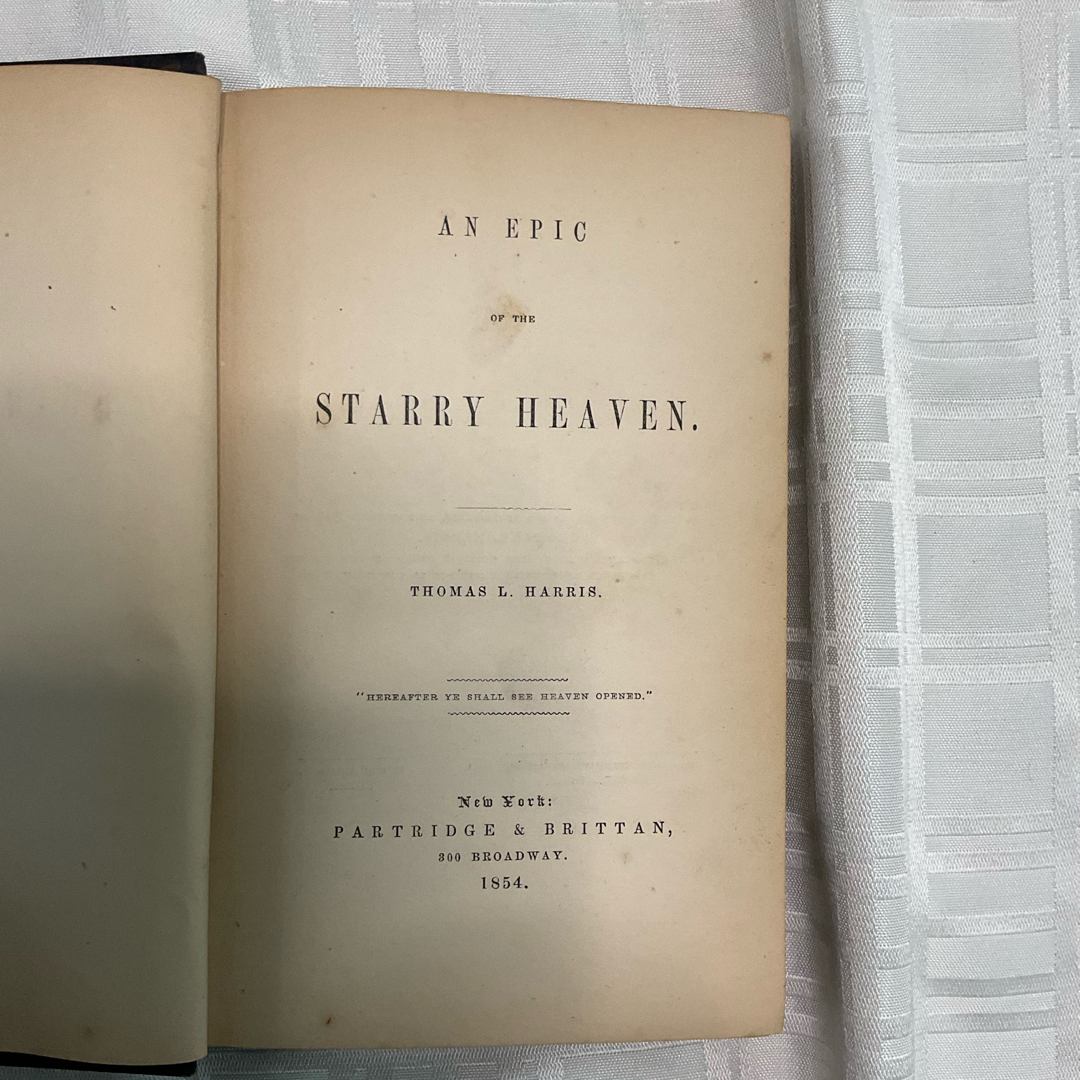 AN EPIC
OF THE
STARRY HEAVEN.
THOMAS L. HARRIS.
"HEREAFTER YE SHALL SEE HEAVEN OPENED."
New York:
PARTRIDGE & BRITTAN,
300 BROADWAY.
1854.